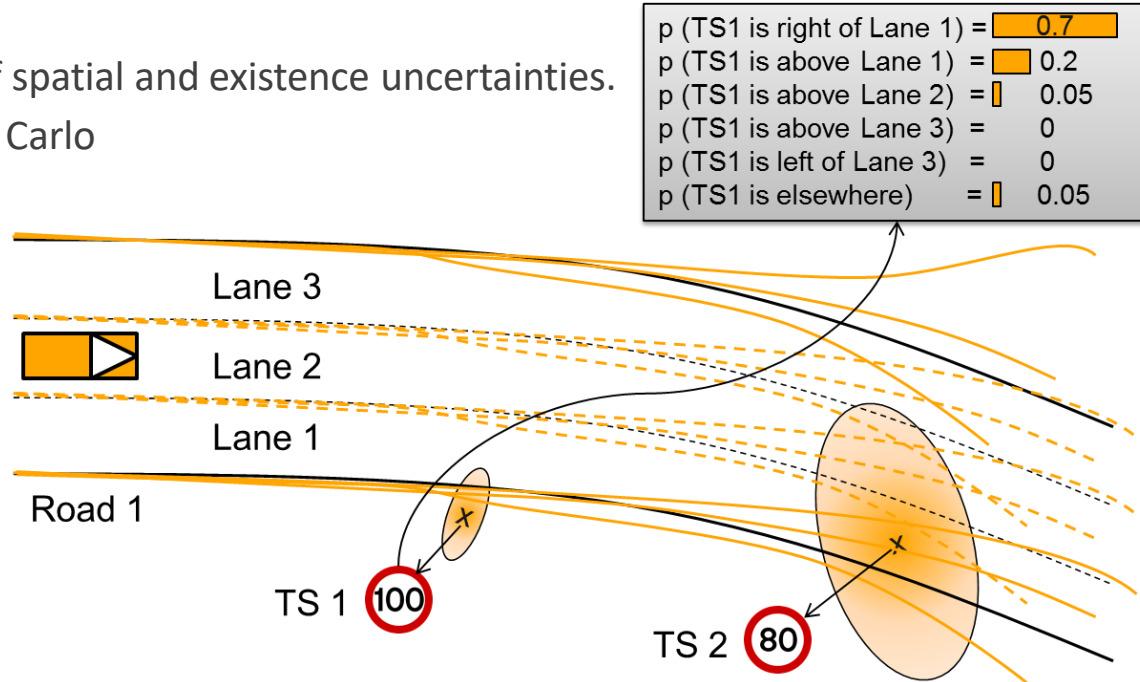 f spatial and existence uncertainties.
Carlo
p (TS1 is right of Lane 1) = 0.7
p (TS1 is above Lane 1) = 0.2
p (TS1 is above Lane 2) = 0.05
p (TS1 is above Lane 3) = 0
p (TS1 is left of Lane 3) = 0
p (TS1 is elsewhere) = 0.05
Lane 3
Lane 2
Lane 1
Road 1
TS 1 100
TS 2 80